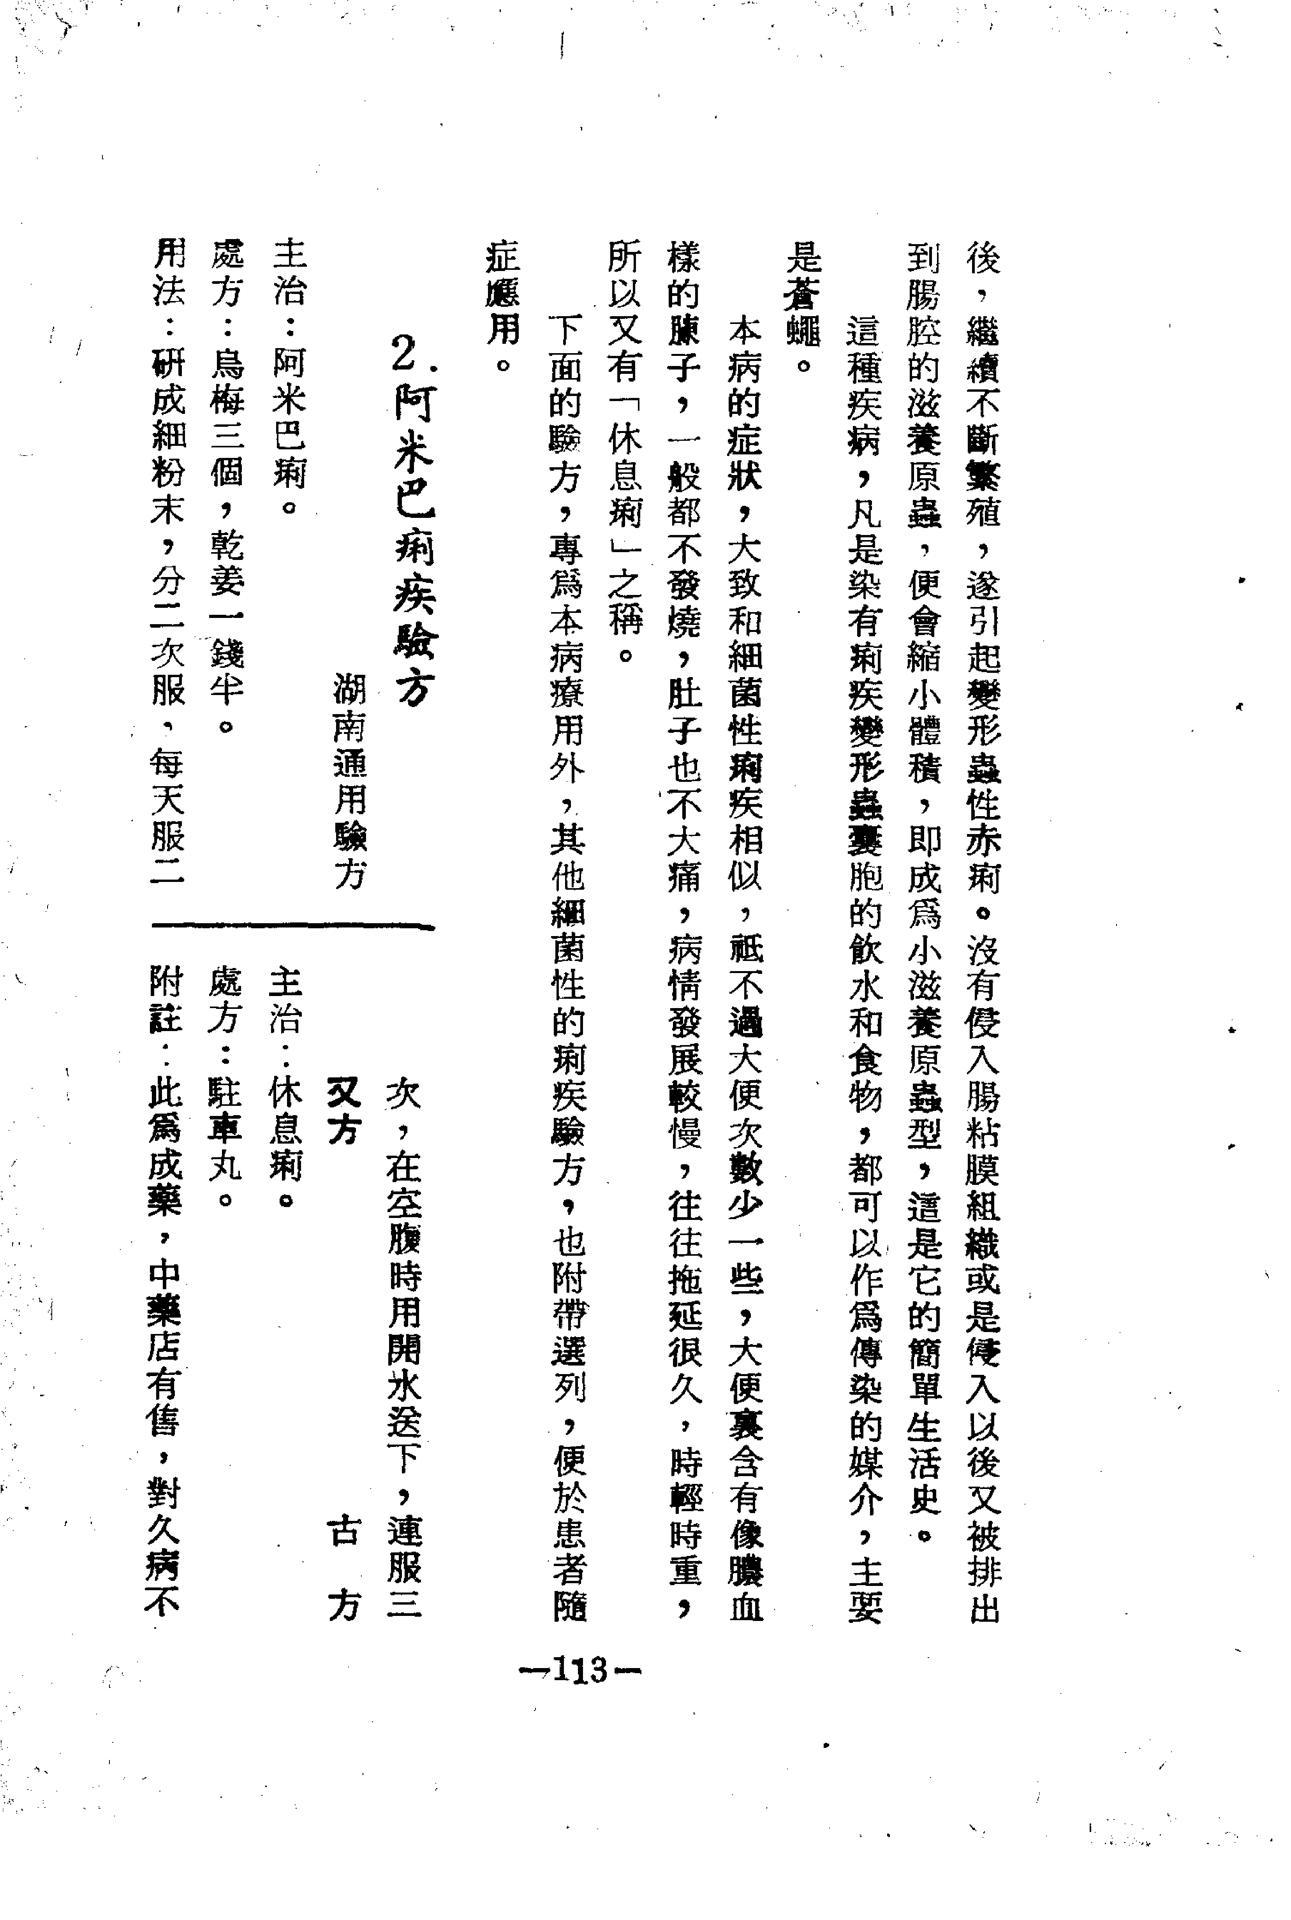 後，繼續不斷繁殖，遂引起變形蟲性赤痢。沒有侵入腸粘膜組織或是侵入以後又被排出
到腸腔的滋養原蟲，便會縮小體積，即成爲小滋養原蟲型，這是它的簡單生活史。
這種疾病，凡是染有痢疾變形蟲囊胞的飲水和食物，都可以作爲傳染的媒介，主要
是蒼蠅。
本病的症狀，大致和細菌性痢疾相似，祗不過大便次數少一些，大便裏含有像膿血
樣的腖子，一般都不發燒，肚子也不大痛，病情發展較慢，往往拖延很久，時輕時重，
所以又有「休息痢」之稱。
下面的驗方，專爲本病療用外，其他細菌性的痢疾驗方，也附帶選列，便於患者隨
症應用。
2.阿米巴痢疾驗方
湖南通用驗方
主治：阿米巴痢。
處方：烏梅三個，乾姜一錢半。
用法：研成細粉末，分二次服，每天服二
次，在空腹時用開水送下，連服三
又方 古方
主治：休息痢。
處方：駐車丸。
附註：此爲成藥，中藥店有售，對久病不
—113—